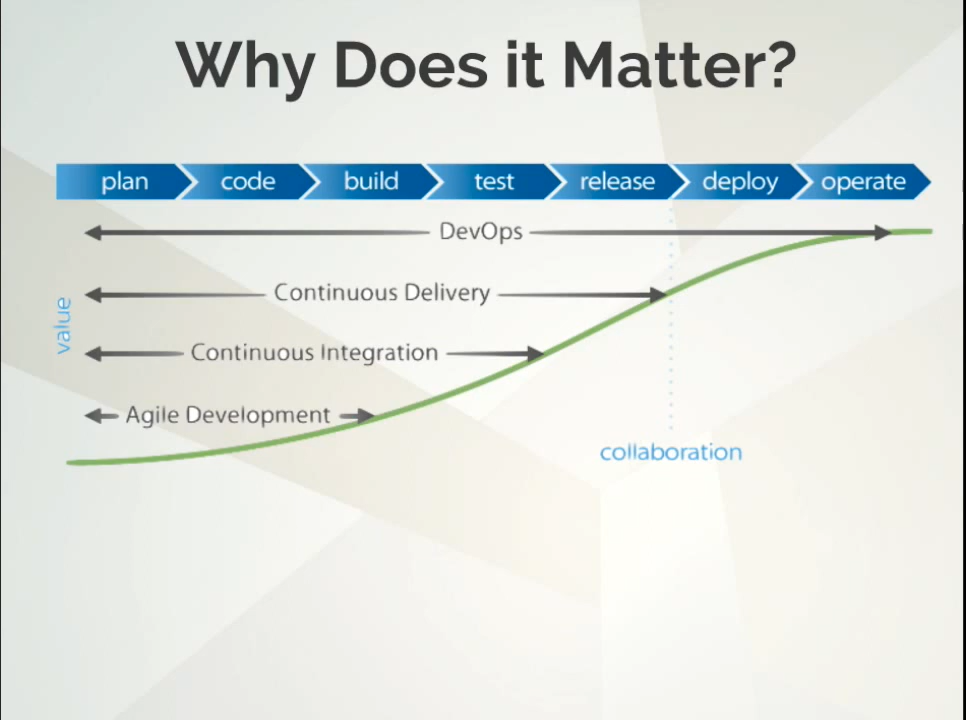 Why Does it Matter?
plan code build test release deploy operate
DevOps
Continuous Delivery
value
Continuous Integration
Agile Development
collaboration